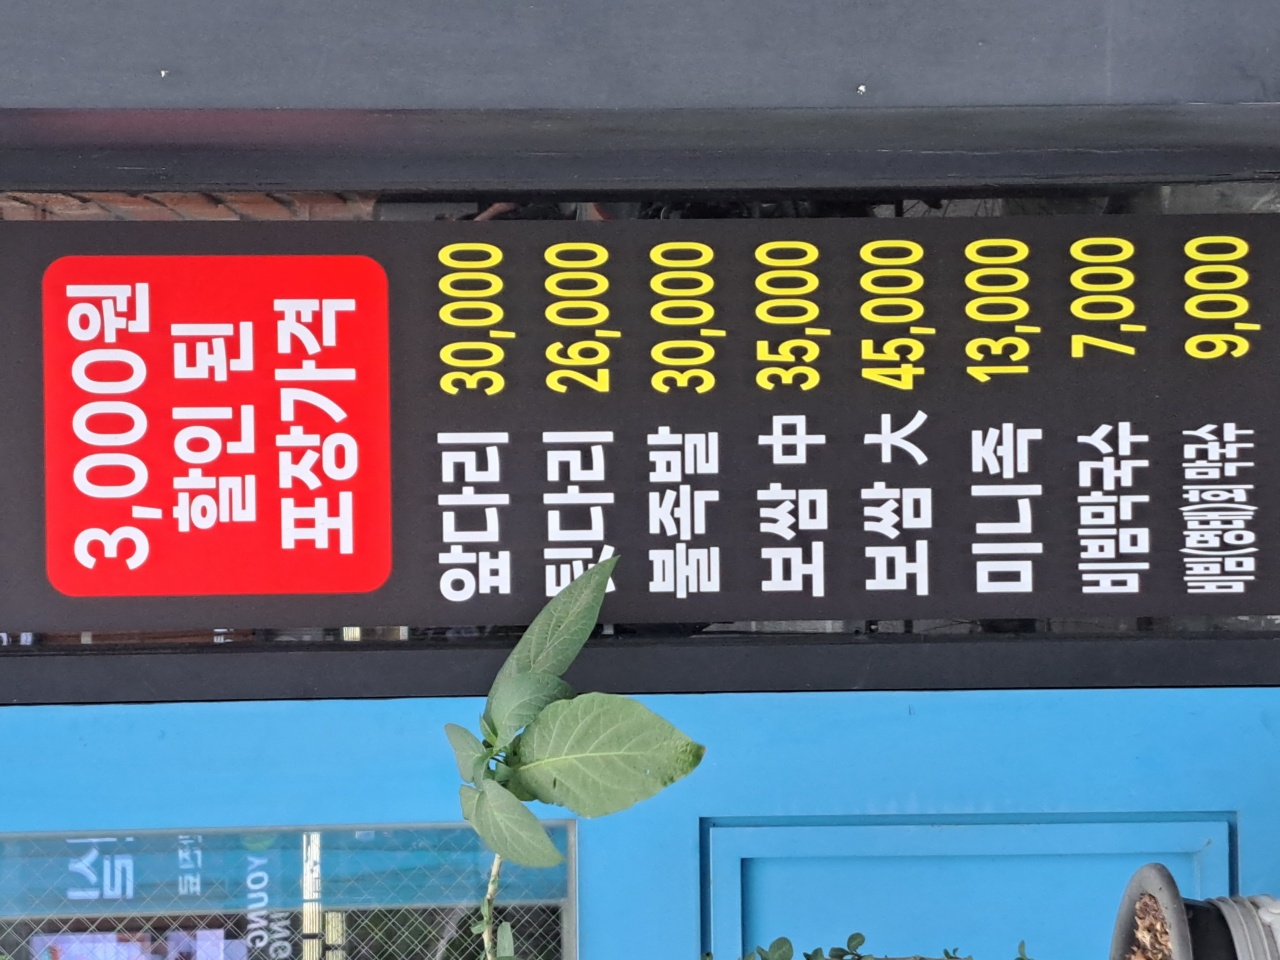 3,000원
할인 된
포장가격
앞다리 30,000
뒷다리 26,000
불족발 30,000
보쌈 中 35,000
보쌈 大 45,000
미니족 13,000
비빔막국수 7,000
비빔(명태)회막국수 9,000
YOUNG